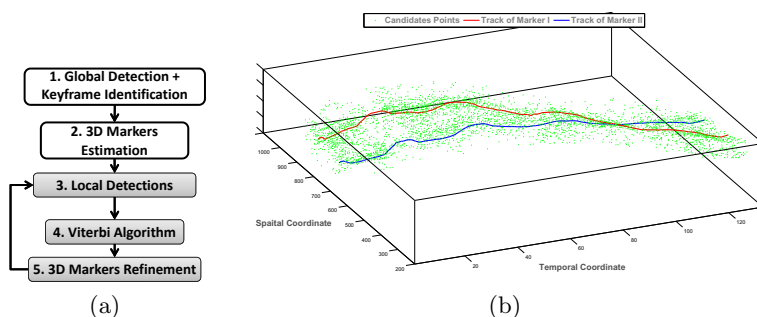 1. Global Detection +
Keyframe Identification
2. 3D Markers
Estimation
3. Local Detections
4. Viterbi Algorithm
5. 3D Markers Refinement
(a)
Candidates Points
Track of Marker I
Track of Marker II
1000
900
800
700
600
500
400
300
200
Spaital Coordinate
20
40
60
80
100
120
Temporal Coordinate
(b)